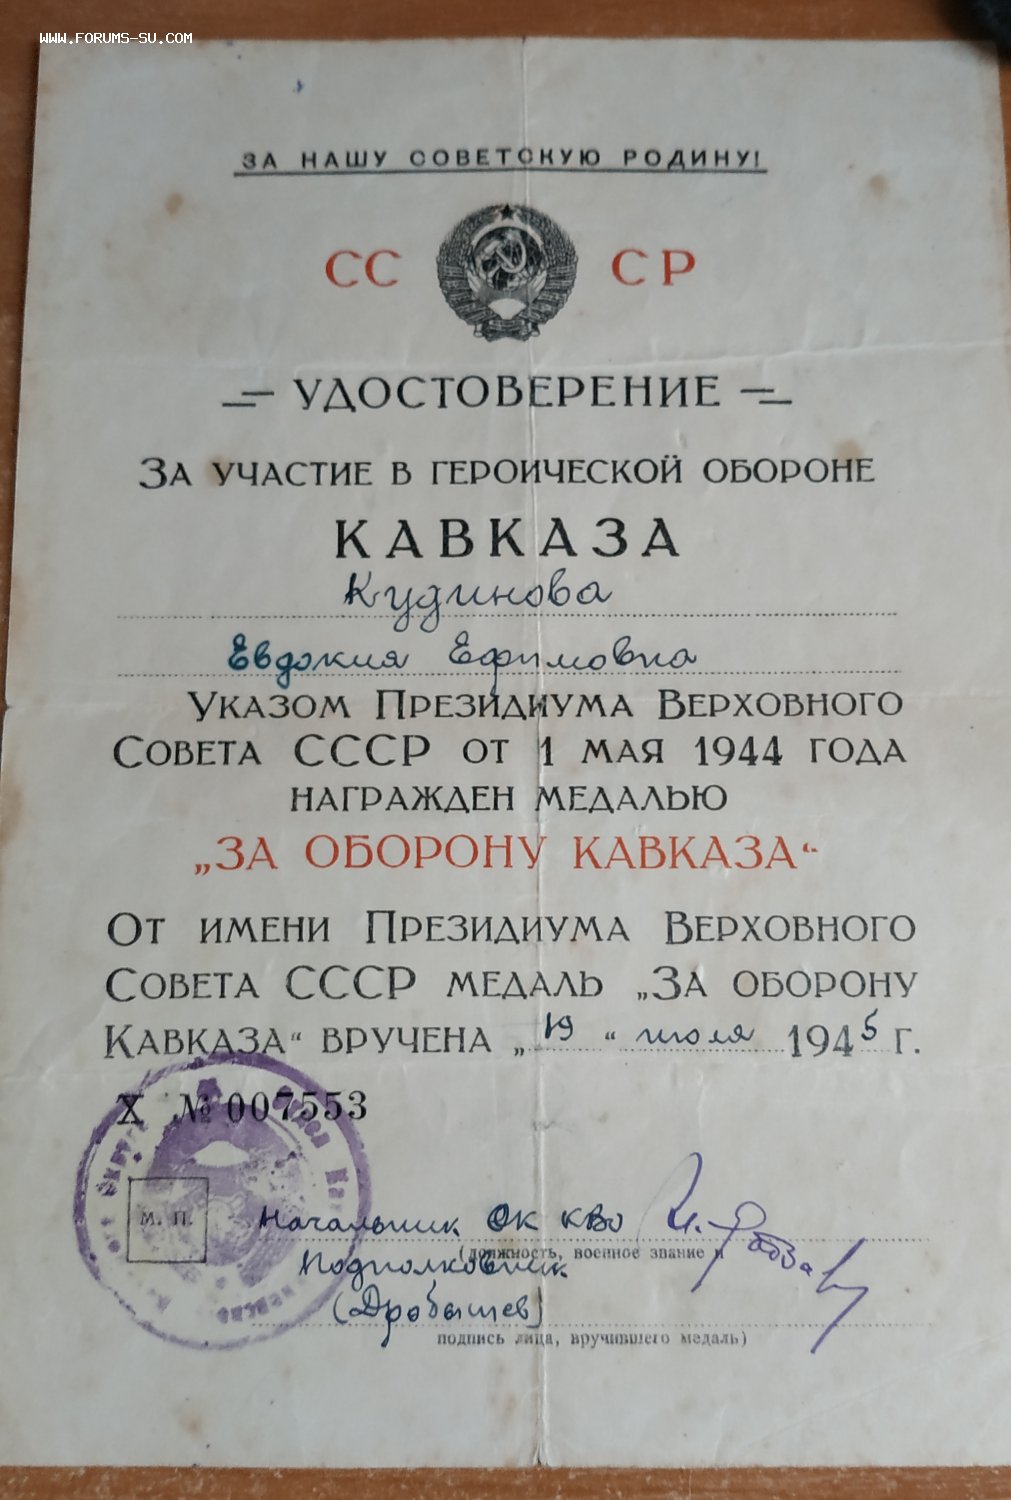 WWW.FORUMS-SU.COM
ЗА НАШУ СОВЕТСКУЮ РОДИНУ!
СС СР
УДОСТОВЕРЕНИЕ
ЗА УЧАСТИЕ В ГЕРОИЧЕСКОЙ ОБОРОНЕ
КАВКАЗА
Кудинова
Евдокия Ефимовна
УКАЗОМ ПРЕЗИДИУМА ВЕРХОВНОГО
СОВЕТА СССР ОТ 1 МАЯ 1944 ГОДА
НАГРАЖДЕН МЕДАЛЬЮ
„ЗА ОБОРОНУ КАВКАЗА“
ОТ ИМЕНИ ПРЕЗИДИУМА ВЕРХОВНОГО
СОВЕТА СССР МЕДАЛЬ „ЗА ОБОРОНУ
КАВКАЗА“ ВРУЧЕНА „19“ июля 1945 г.
Х № 007553
М. П.
Начальник ОК КВО
(должность, военное звание и
Подполковник
(Дробышев)
подпись лица, вручившего медаль)